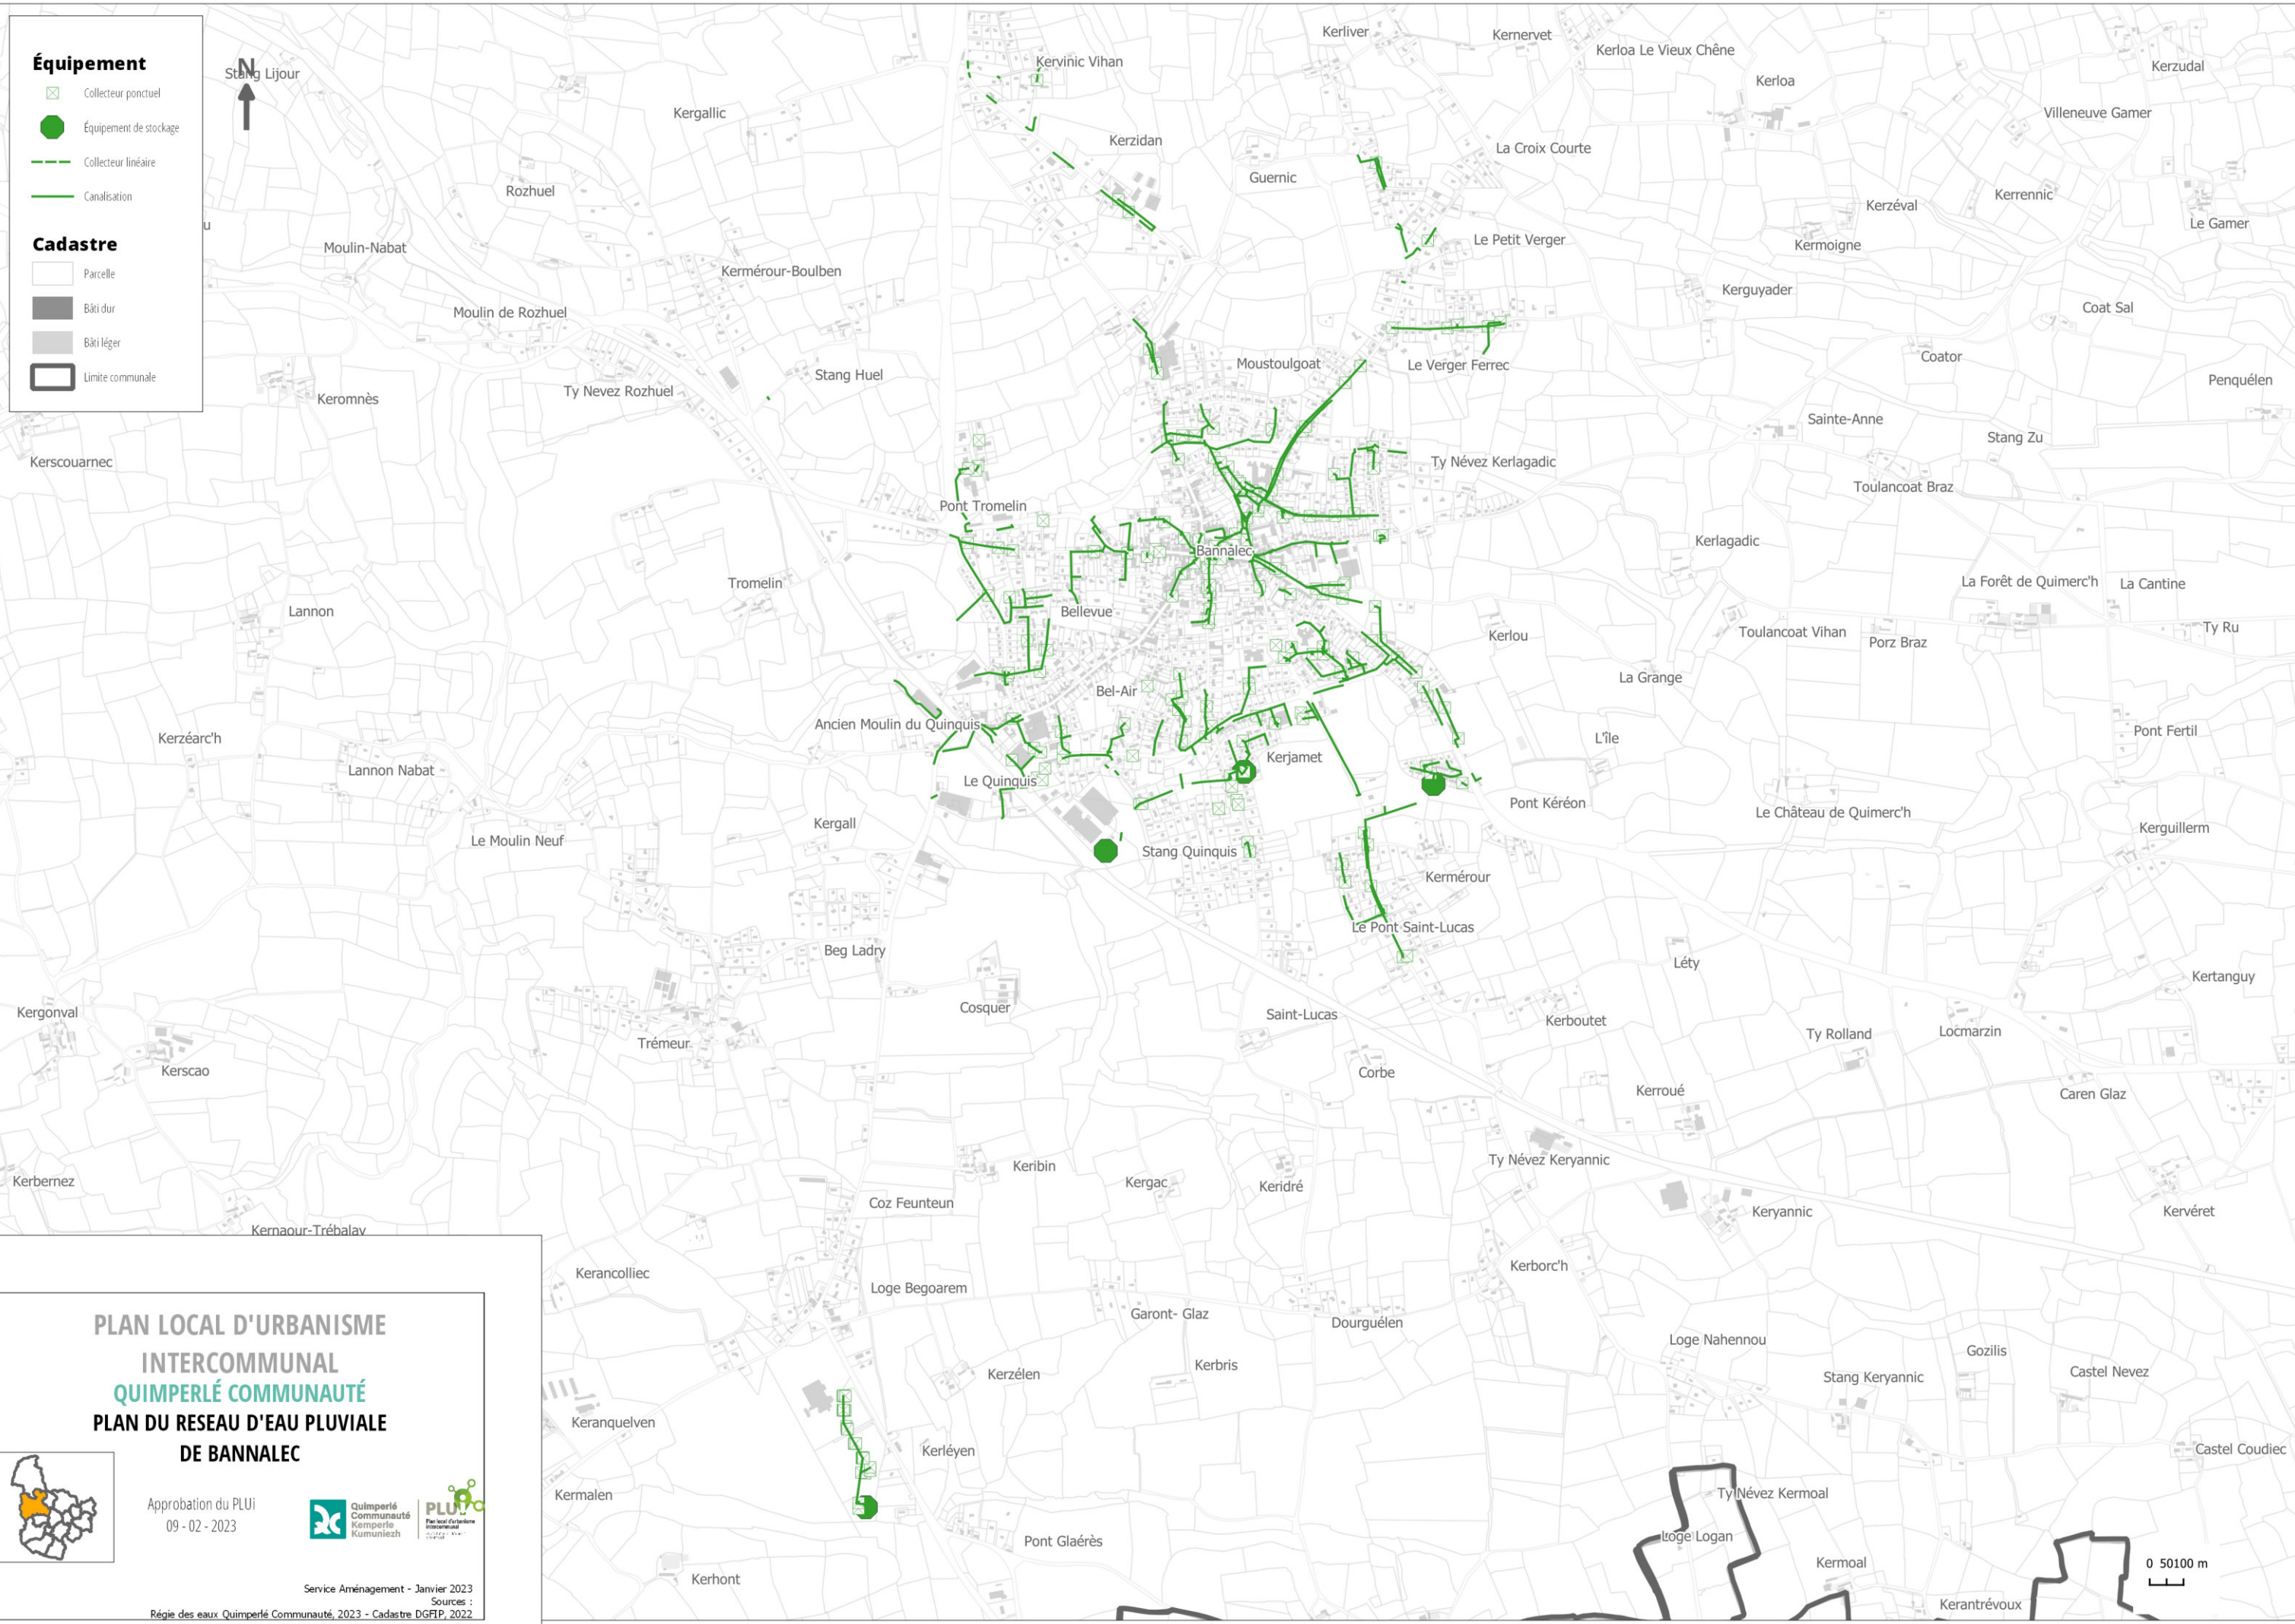 Équipement
Collecteur ponctuel
Équipement de stockage
Collecteur linéaire
Canalisation
Cadastre
Parcelle
Bâti dur
Bâti léger
Limite communale
N
Stang Lijour
Kervinic Vihan
Kerliver
Kernervet
Kerloa Le Vieux Chêne
Kerzudal
Kerloa
Kergallic
Villeneuve Gamer
Kerzidan
La Croix Courte
Guernic
Rozhuel
Kerrennic
Kerzéval
u
Le Gamer
Moulin-Nabat
Le Petit Verger
Kermoigne
Kermérour-Boulben
Kerguyader
Moulin de Rozhuel
Coat Sal
Coator
Moustoulgoat
Le Verger Ferrec
Stang Huel
Penquélen
Ty Nevez Rozhuel
Keromnès
Sainte-Anne
Stang Zu
Kerscouarnec
Ty Névez Kerlagadic
Toulancoat Braz
Pont Tromelin
Kerlagadic
Bannalec
Tromelin
La Forêt de Quimerc'h
La Cantine
Lannon
Bellevue
Ty Ru
Toulancoat Vihan
Kerlou
Porz Braz
La Grange
Bel-Air
Ancien Moulin du Quinquis
Pont Fertil
Kerzéarc'h
L'île
Kerjamet
Lannon Nabat
Le Quinquis
Pont Kéréon
Le Château de Quimerc'h
Kergall
Kerguillerm
Le Moulin Neuf
Stang Quinquis
Kermérour
Le Pont Saint-Lucas
Beg Ladry
Léty
Kertanguy
Cosquer
Kergonval
Saint-Lucas
Kerboutet
Ty Rolland
Locmarzin
Trémeur
Kerscao
Corbe
Kerroué
Caren Glaz
Ty Névez Keryannic
Keribin
Kerbernez
Kergac
Keridré
Coz Feunteun
Keryannic
Kervéret
Kernaour-Trébalay
Kerborc'h
Kerancolliec
Loge Begoarem
Garont- Glaz
Dourguélen
Loge Nahennou
Gozilis
Kerbris
Castel Nevez
Kerzélen
Stang Keryannic
Keranquelven
Kerléyen
Castel Coudiec
Kermalen
Ty Névez Kermoal
Loge Logan
Pont Glaérès
Kermoal
Kerhont
Kerantrévoux
0 50100 m
PLAN LOCAL D'URBANISME
INTERCOMMUNAL
QUIMPERLÉ COMMUNAUTÉ
PLAN DU RESEAU D'EAU PLUVIALE
DE BANNALEC
Approbation du PLUi
09 - 02 - 2023
Quimperlé
Communauté
Kemperle
Kumuniezh
PLUi
Plan local d'urbanisme
intercommunal
Service Aménagement - Janvier 2023
Sources :
Régie des eaux Quimperlé Communauté, 2023 - Cadastre DGFIP, 2022